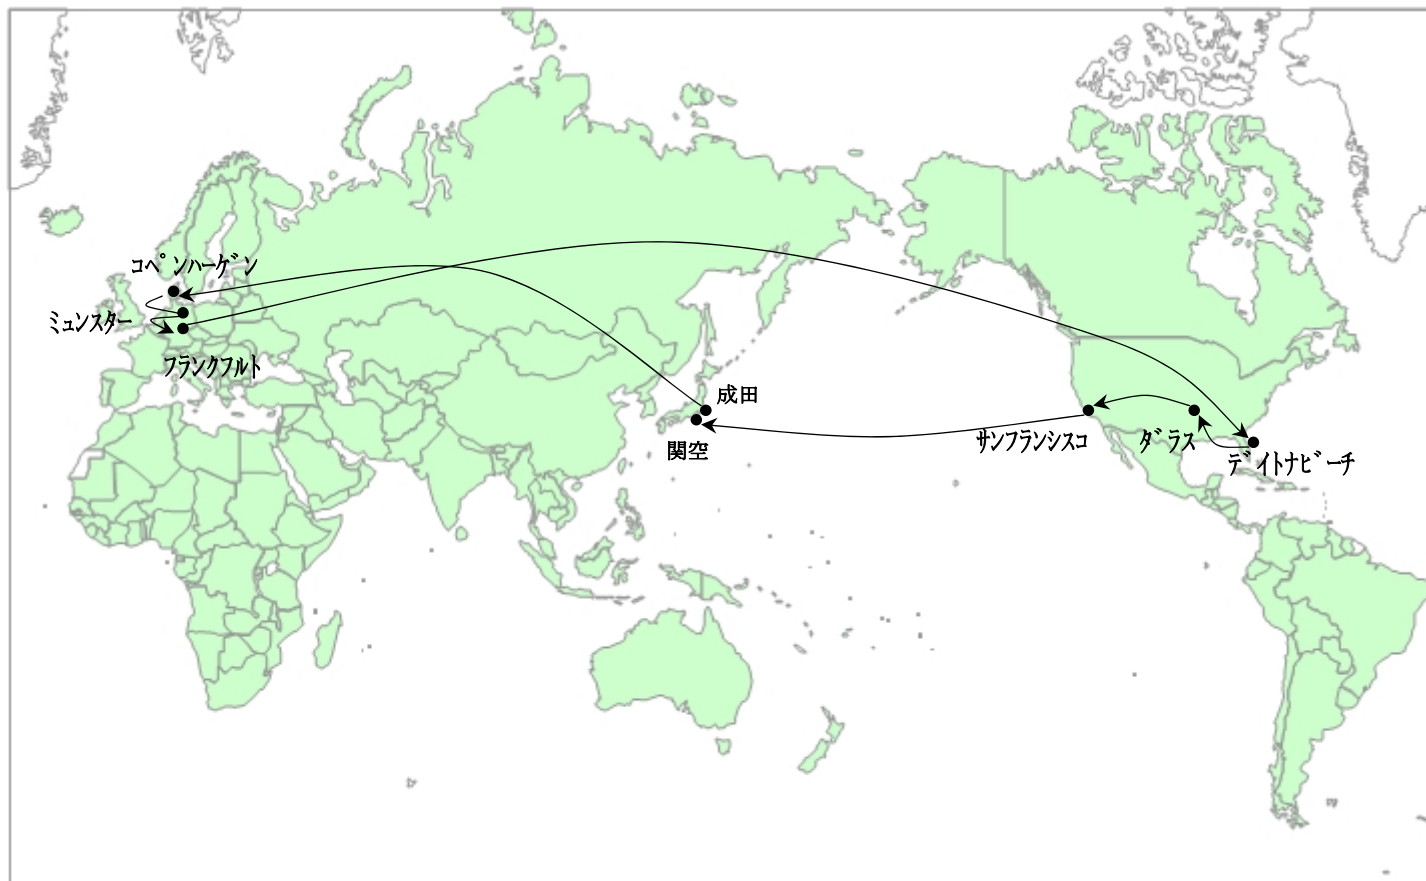 コペンハーゲン
ミュンスター
フランクフルト
成田
関空
サンフランシスコ
ダラス
デイトナビーチ